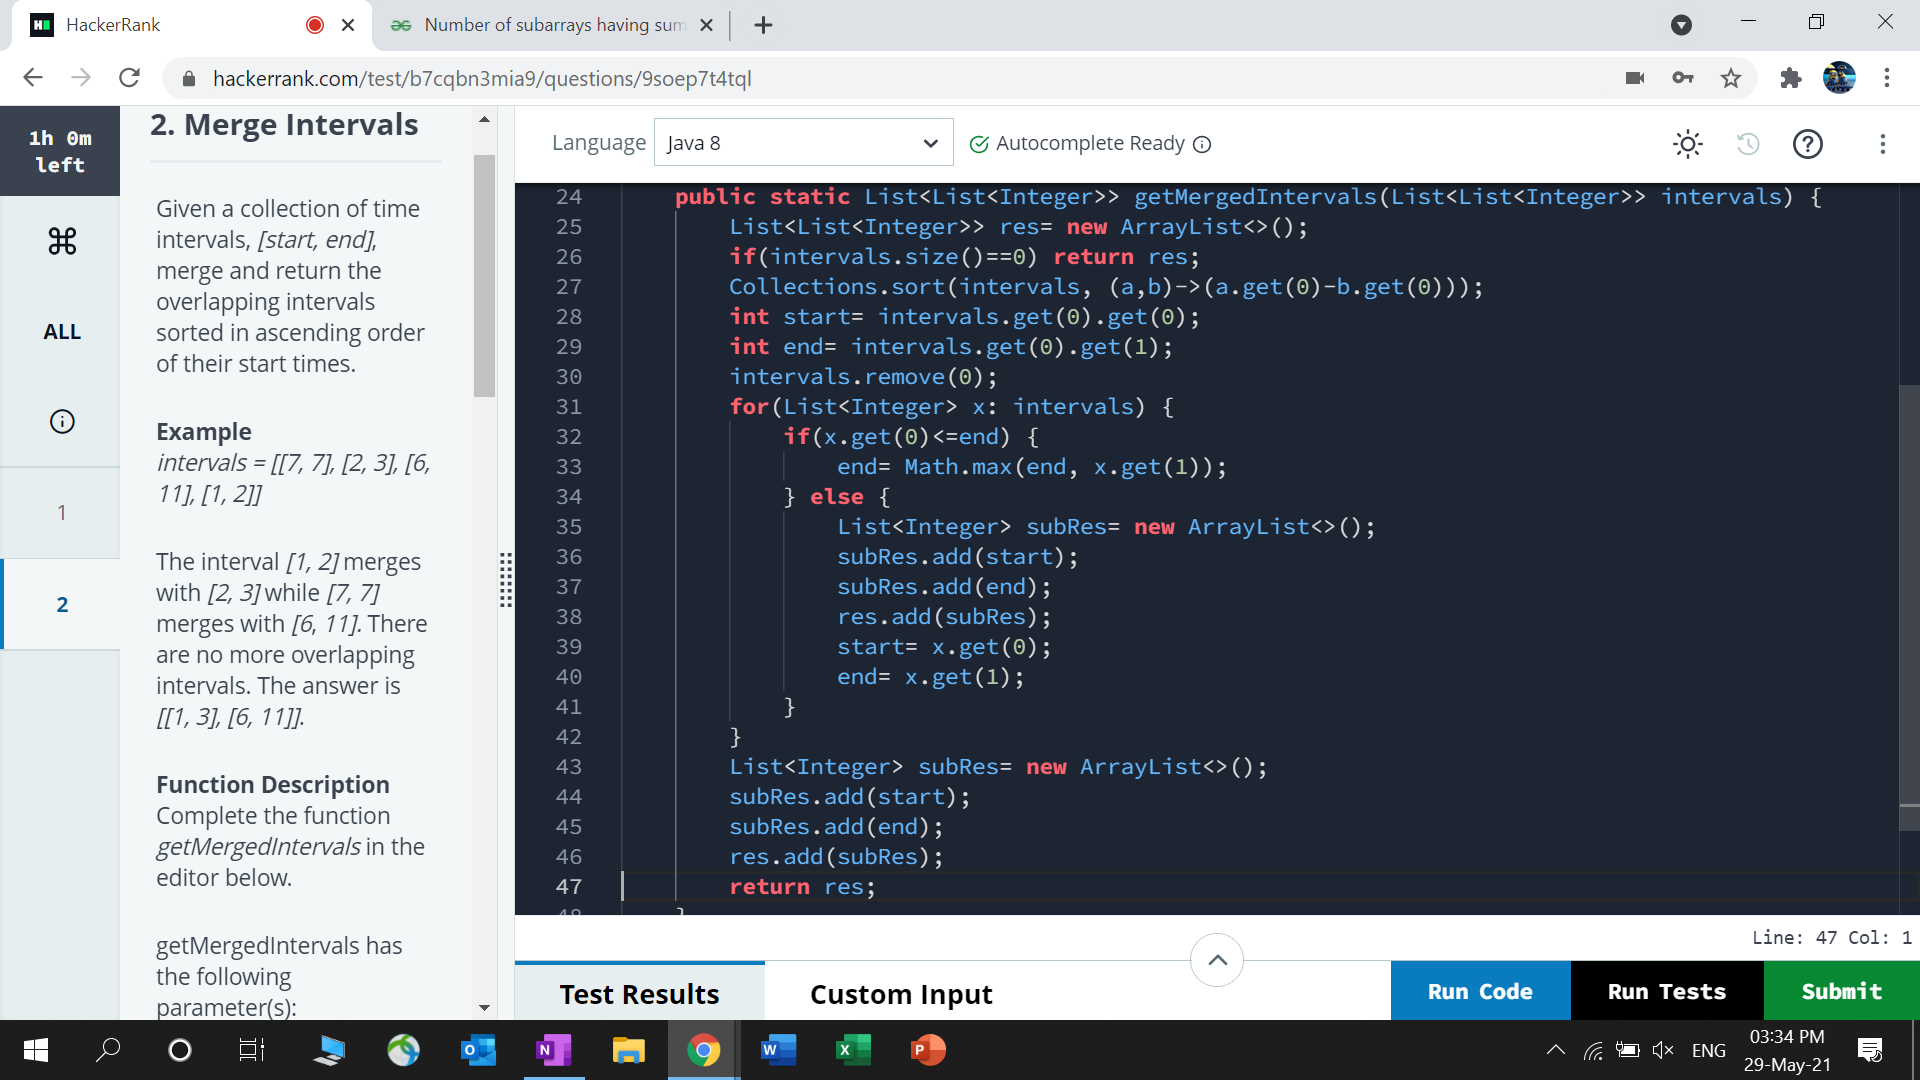 HackerRank
Number of subarrays having sum
hackerrank.com/test/b7cqbn3mia9/questions/9soep7t4tql
1h 0m
left
ALL
1
2
2. Merge Intervals
Given a collection of time
intervals, [start, end],
merge and return the
overlapping intervals
sorted in ascending order
of their start times.
Example
intervals = [[7, 7], [2, 3], [6,
11], [1, 2]]
The interval [1, 2] merges
with [2, 3] while [7, 7]
merges with [6, 11]. There
are no more overlapping
intervals. The answer is
[[1, 3], [6, 11]].
Function Description
Complete the function
getMergedIntervals in the
editor below.
getMergedIntervals has
the following
parameter(s):
Language Java 8 Autocomplete Ready
24 public static List<List<Integer>> getMergedIntervals(List<List<Integer>> intervals) {
25 List<List<Integer>> res= new ArrayList<>();
26 if(intervals.size()==0) return res;
27 Collections.sort(intervals, (a,b)->(a.get(0)-b.get(0)));
28 int start= intervals.get(0).get(0);
29 int end= intervals.get(0).get(1);
30 intervals.remove(0);
31 for(List<Integer> x: intervals) {
32 if(x.get(0)<=end) {
33 end= Math.max(end, x.get(1));
34 } else {
35 List<Integer> subRes= new ArrayList<>();
36 subRes.add(start);
37 subRes.add(end);
38 res.add(subRes);
39 start= x.get(0);
40 end= x.get(1);
41 }
42 }
43 List<Integer> subRes= new ArrayList<>();
44 subRes.add(start);
45 subRes.add(end);
46 res.add(subRes);
47 return res;
48 }
Line: 47 Col: 1
Test Results
Custom Input
Run Code
Run Tests
Submit
ENG
03:34 PM
29-May-21